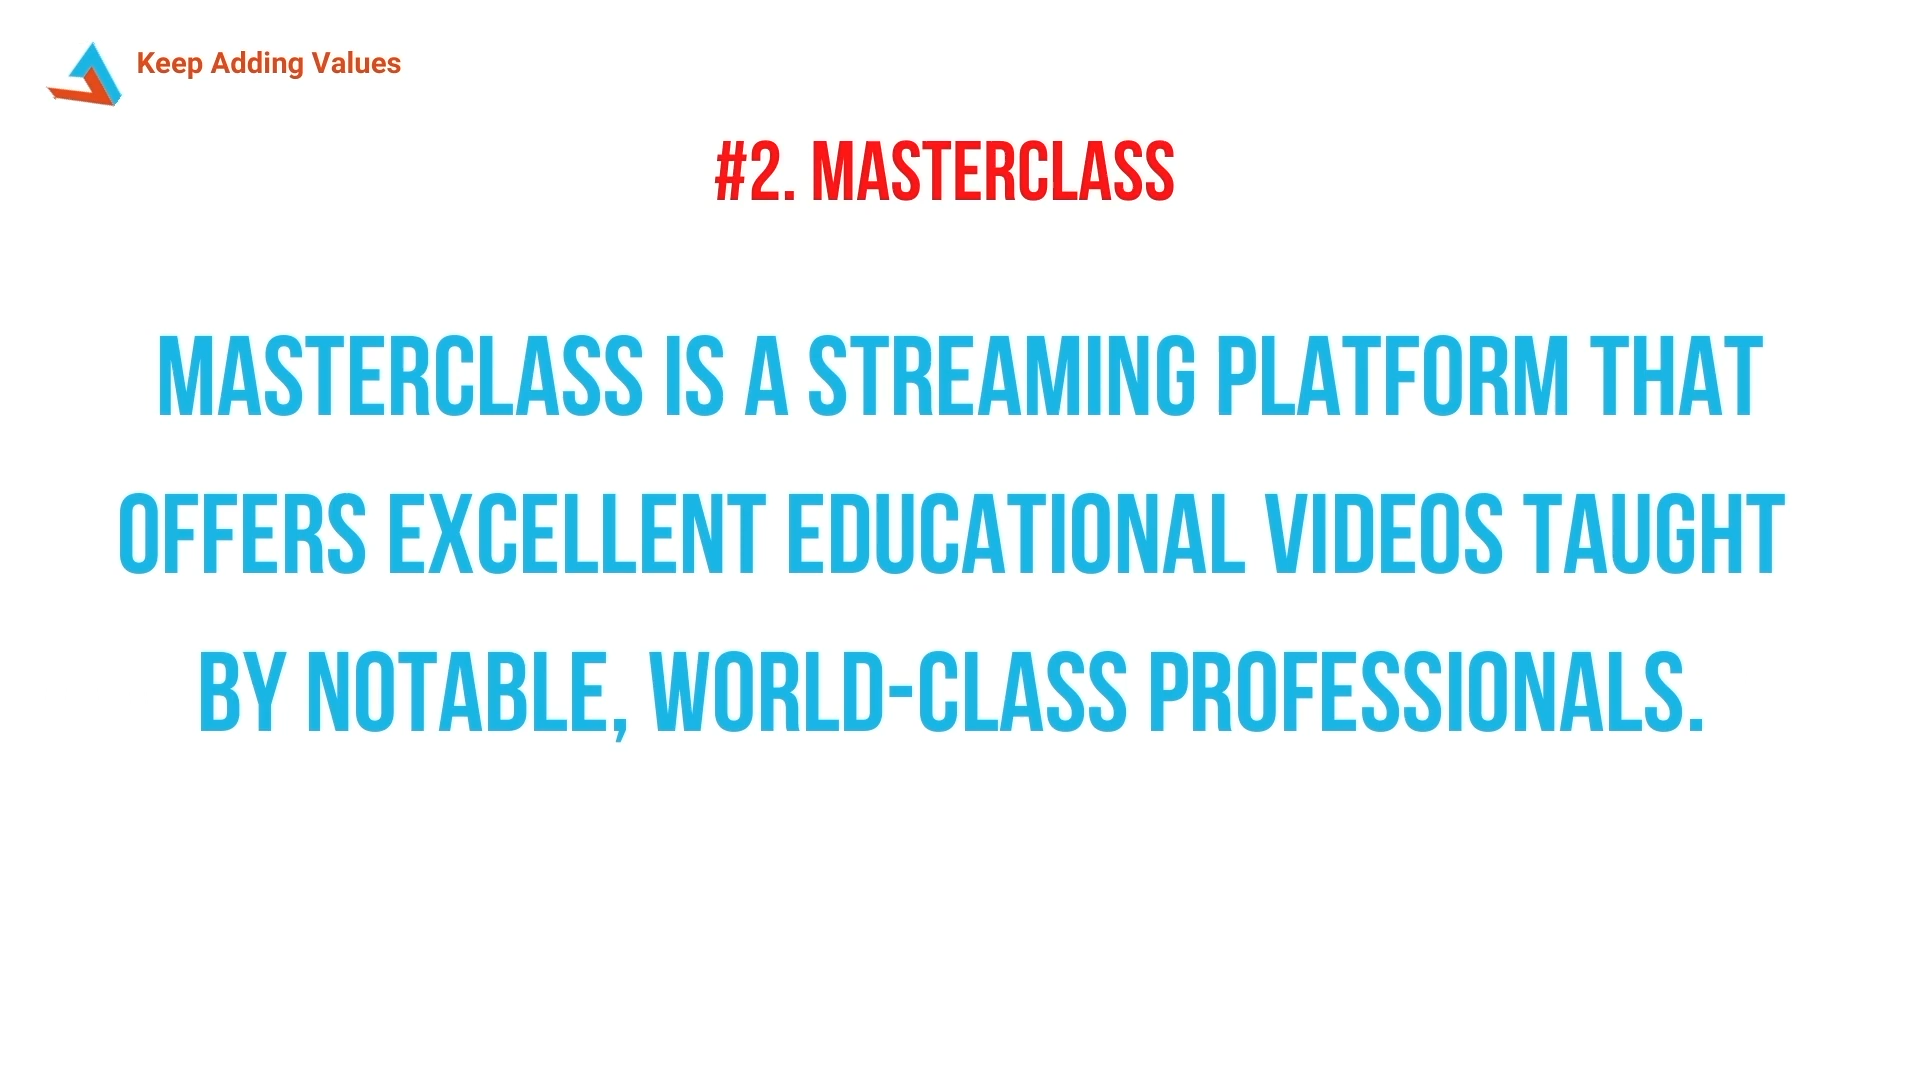 Keep Adding Values
#2. MASTERCLASS
MASTERCLASS IS A STREAMING PLATFORM THAT
OFFERS EXCELLENT EDUCATIONAL VIDEOS TAUGHT
BY NOTABLE, WORLD-CLASS PROFESSIONALS.